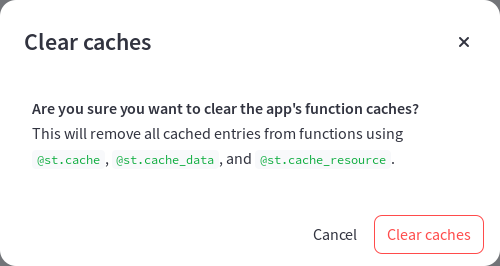 Clear caches
Are you sure you want to clear the app's function caches?
This will remove all cached entries from functions using
@st.cache , @st.cache_data , and @st.cache_resource .
Cancel Clear caches